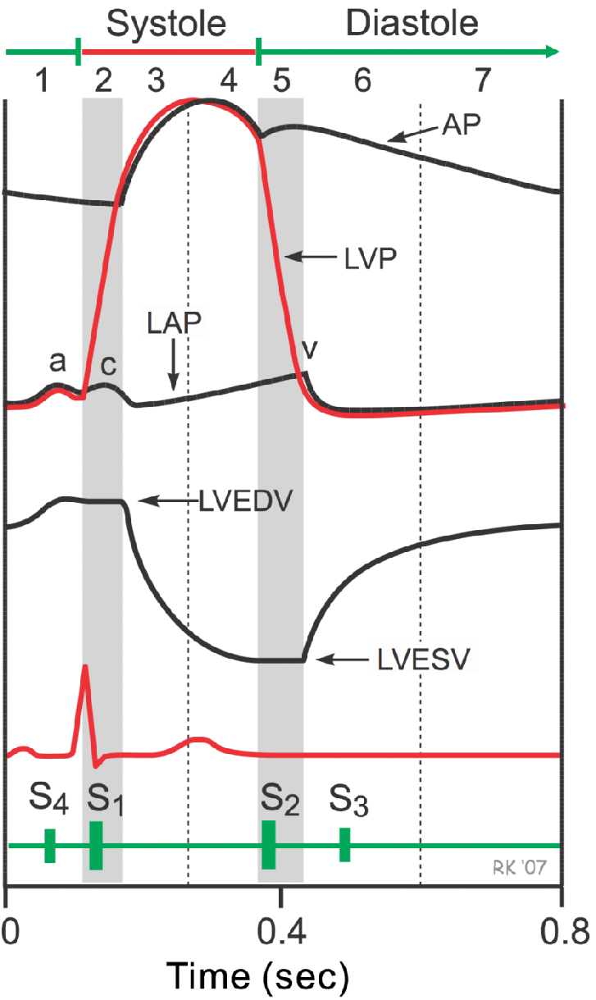 Systole Diastole
1 2 3 4 5 6 7
AP
LVP
LAP
a c v
LVEDV
LVESV
S4 S1 S2 S3
RK '07
0 0.4 0.8
Time (sec)